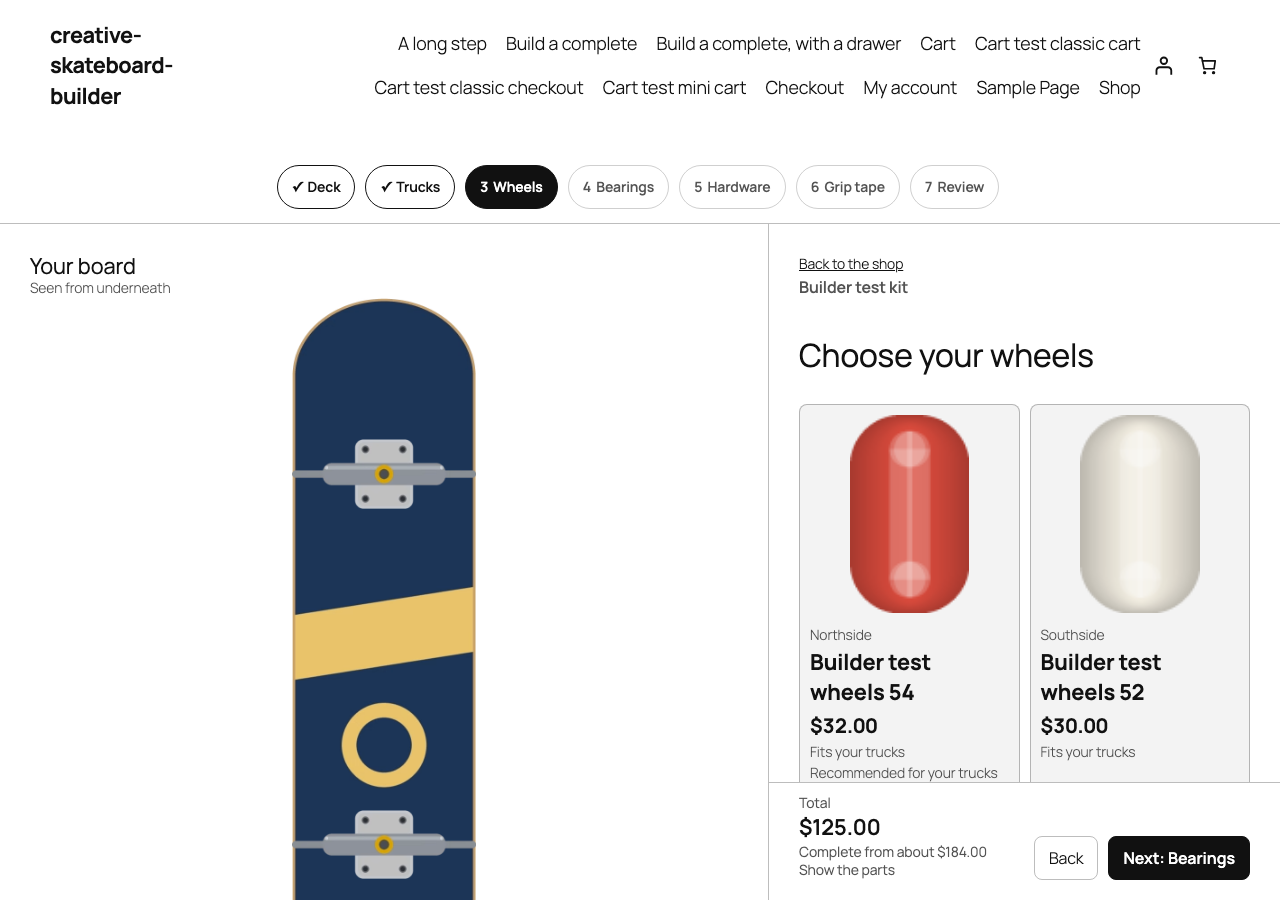 creative-
skateboard-
builder
A long step Build a complete Build a complete, with a drawer Cart Cart test classic cart
Cart test classic checkout Cart test mini cart Checkout My account Sample Page Shop
✓ Deck ✓ Trucks 3 Wheels 4 Bearings 5 Hardware 6 Grip tape 7 Review
Your board
Seen from underneath
Back to the shop
Builder test kit
Choose your wheels
Northside
Builder test
wheels 54
$32.00
Fits your trucks
Recommended for your trucks
Southside
Builder test
wheels 52
$30.00
Fits your trucks
Total
$125.00
Complete from about $184.00
Show the parts
Back
Next: Bearings